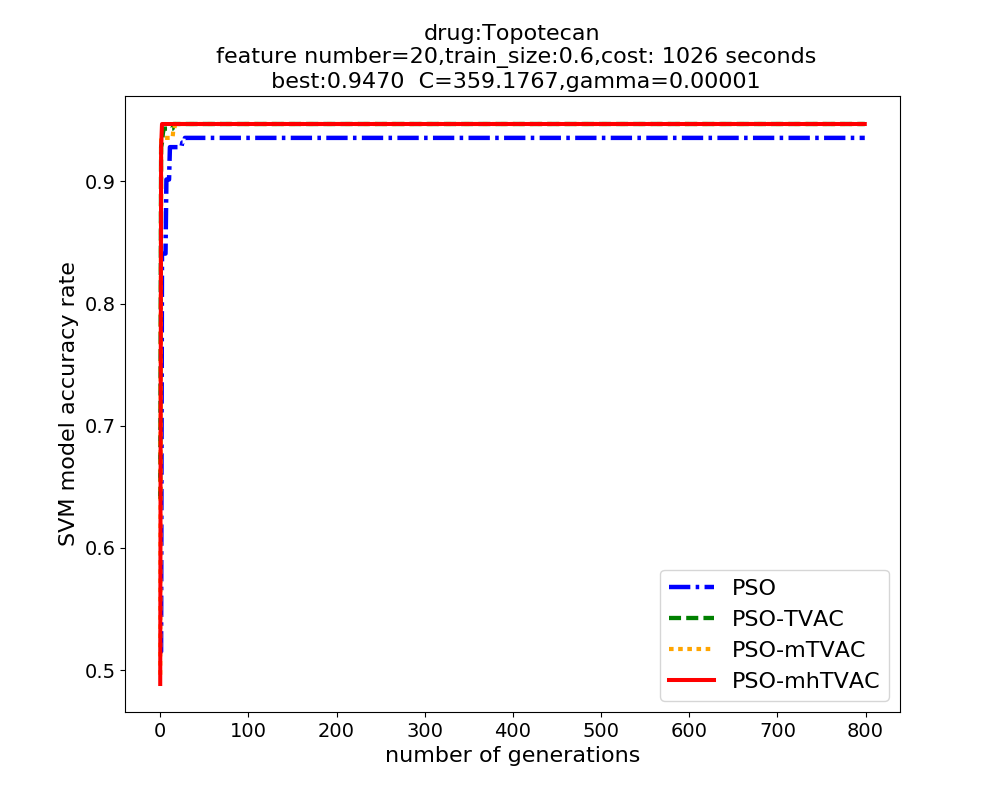 drug:Topotecan
feature number=20,train_size:0.6,cost: 1026 seconds
best:0.9470  C=359.1767,gamma=0.00001
SVM model accuracy rate
0.9
0.8
0.7
0.6
0.5
0 100 200 300 400 500 600 700 800
number of generations
PSO
PSO-TVAC
PSO-mTVAC
PSO-mhTVAC